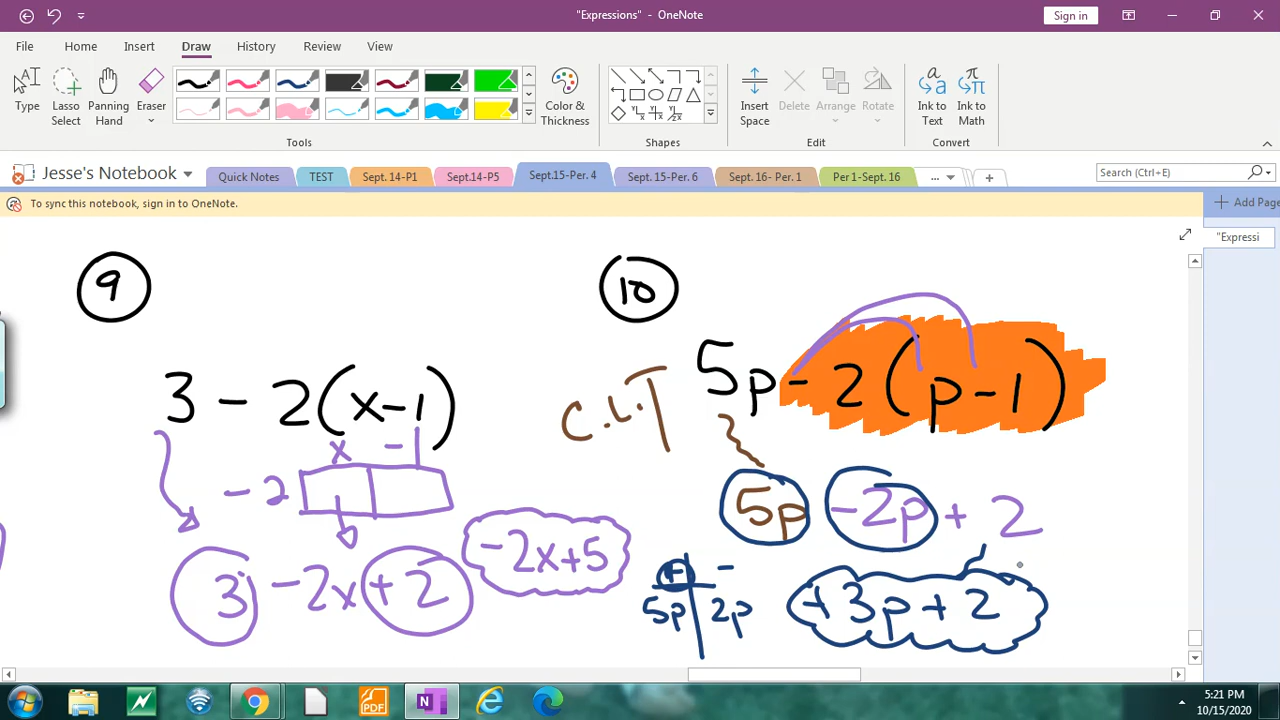 "Expressions" - OneNote
Sign in
File Home Insert Draw History Review View
Type
Lasso Select
Panning Hand
Eraser
Color & Thickness
Insert Space
Delete
Arrange
Rotate
Ink to Text
Ink to Math
Tools
Shapes
Edit
Convert
Jesse's Notebook
Quick Notes TEST Sept. 14-P1 Sept.14-P5 Sept.15-Per. 4 Sept. 15-Per. 6 Sept. 16- Per. 1 Per 1-Sept. 16 ...
Search (Ctrl+E)
To sync this notebook, sign in to OneNote.
Add Page
"Expressi
9
3 - 2(x-1)
x -1
-2
3 -2x +2
-2x+5
10
5p - 2(p-1)
C.L.T
5p -2p + 2
+ -
5p 2p
+3p + 2
5:21 PM
10/15/2020